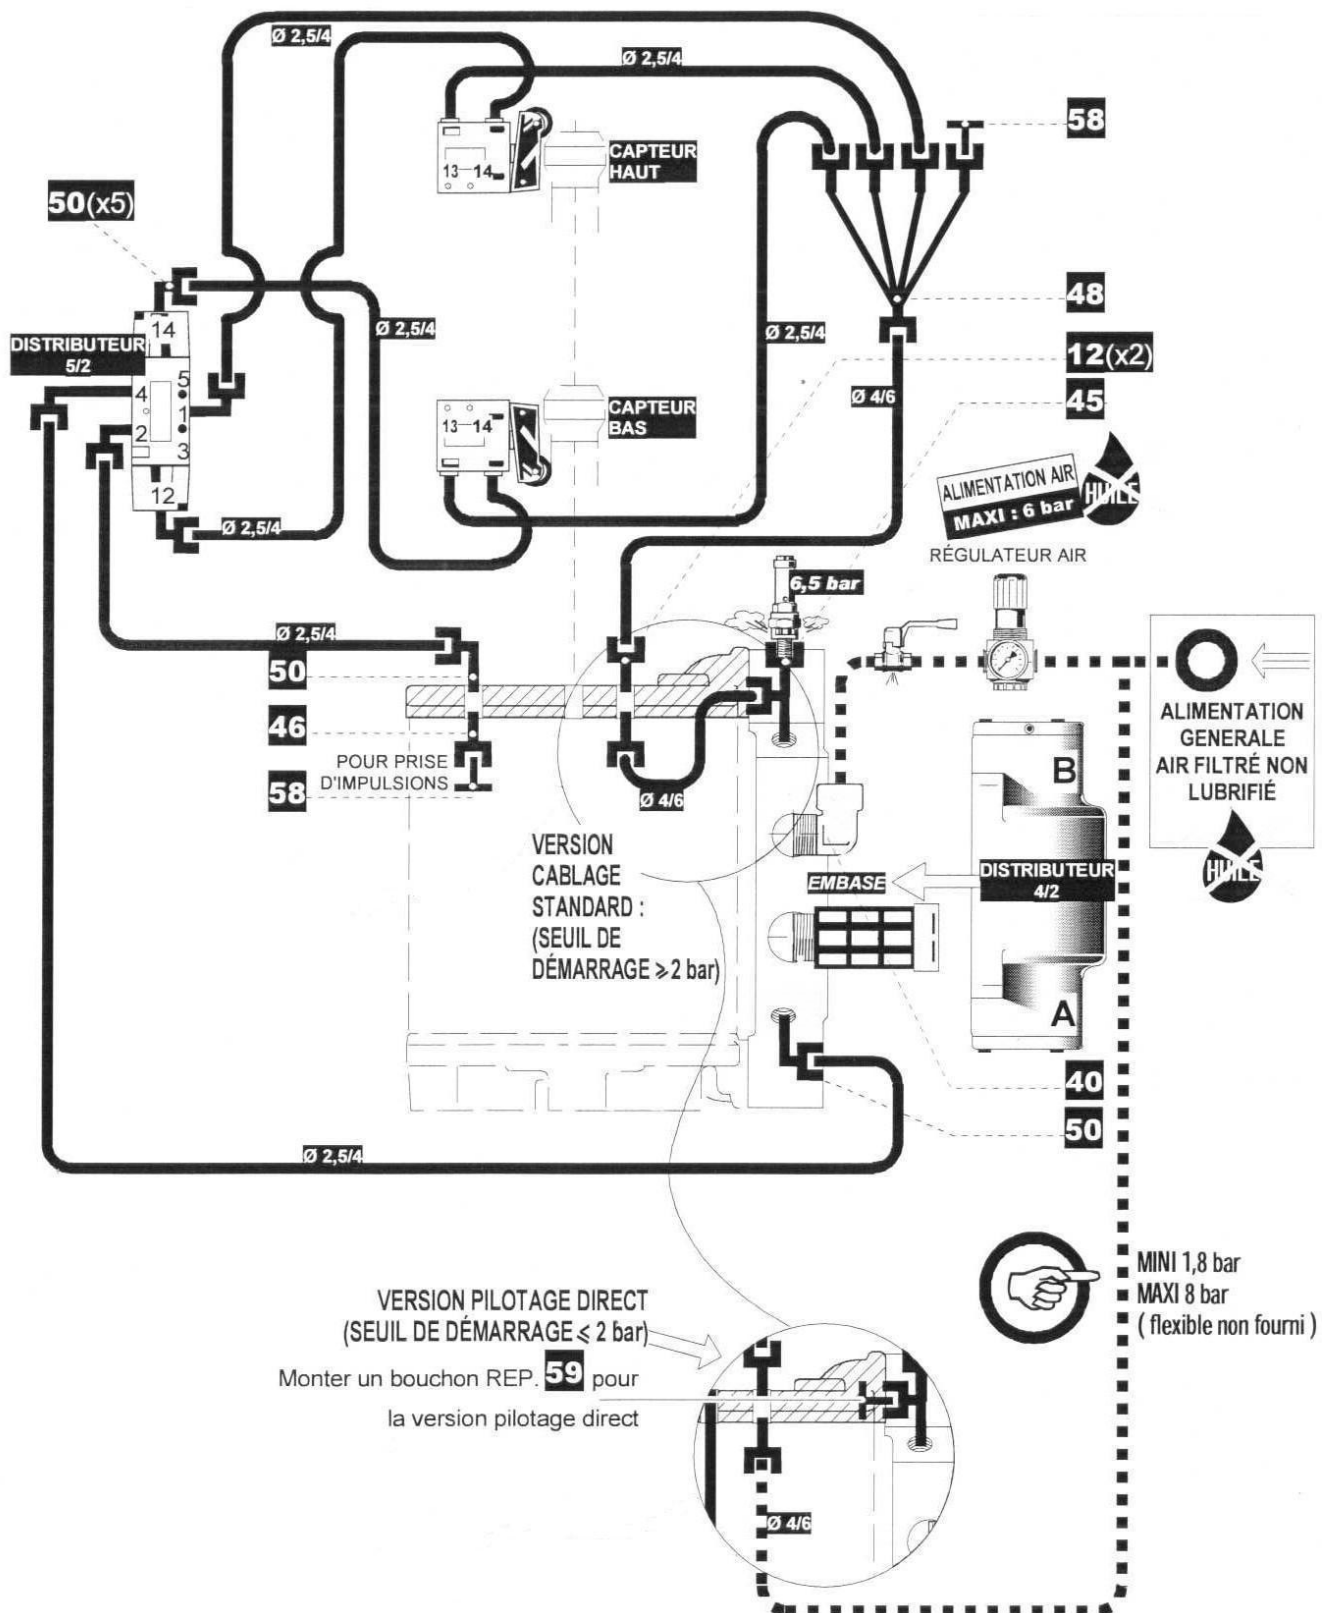 Ø 2,5/4
Ø 2,5/4
58
CAPTEUR
HAUT
13 14
50(x5)
48
14
Ø 2,5/4
Ø 2,5/4
DISTRIBUTEUR
5/2
12(x2)
5
4
1
2
3
45
Ø 4/6
CAPTEUR
BAS
13 14
12
Ø 2,5/4
ALIMENTATION AIR
MAXI : 6 bar
HUILE
RÉGULATEUR AIR
6,5 bar
Ø 2,5/4
50
46
POUR PRISE
D'IMPULSIONS
58
Ø 4/6
ALIMENTATION
GENERALE
AIR FILTRÉ NON
LUBRIFIÉ
HUILE
B
VERSION
CABLAGE
STANDARD :
(SEUIL DE
DÉMARRAGE ⩾ 2 bar)
EMBASE
DISTRIBUTEUR
4/2
A
40
50
Ø 2,5/4
MINI 1,8 bar
MAXI 8 bar
( flexible non fourni )
VERSION PILOTAGE DIRECT
(SEUIL DE DÉMARRAGE ⩽ 2 bar)
Monter un bouchon REP. 59 pour
la version pilotage direct
Ø 4/6